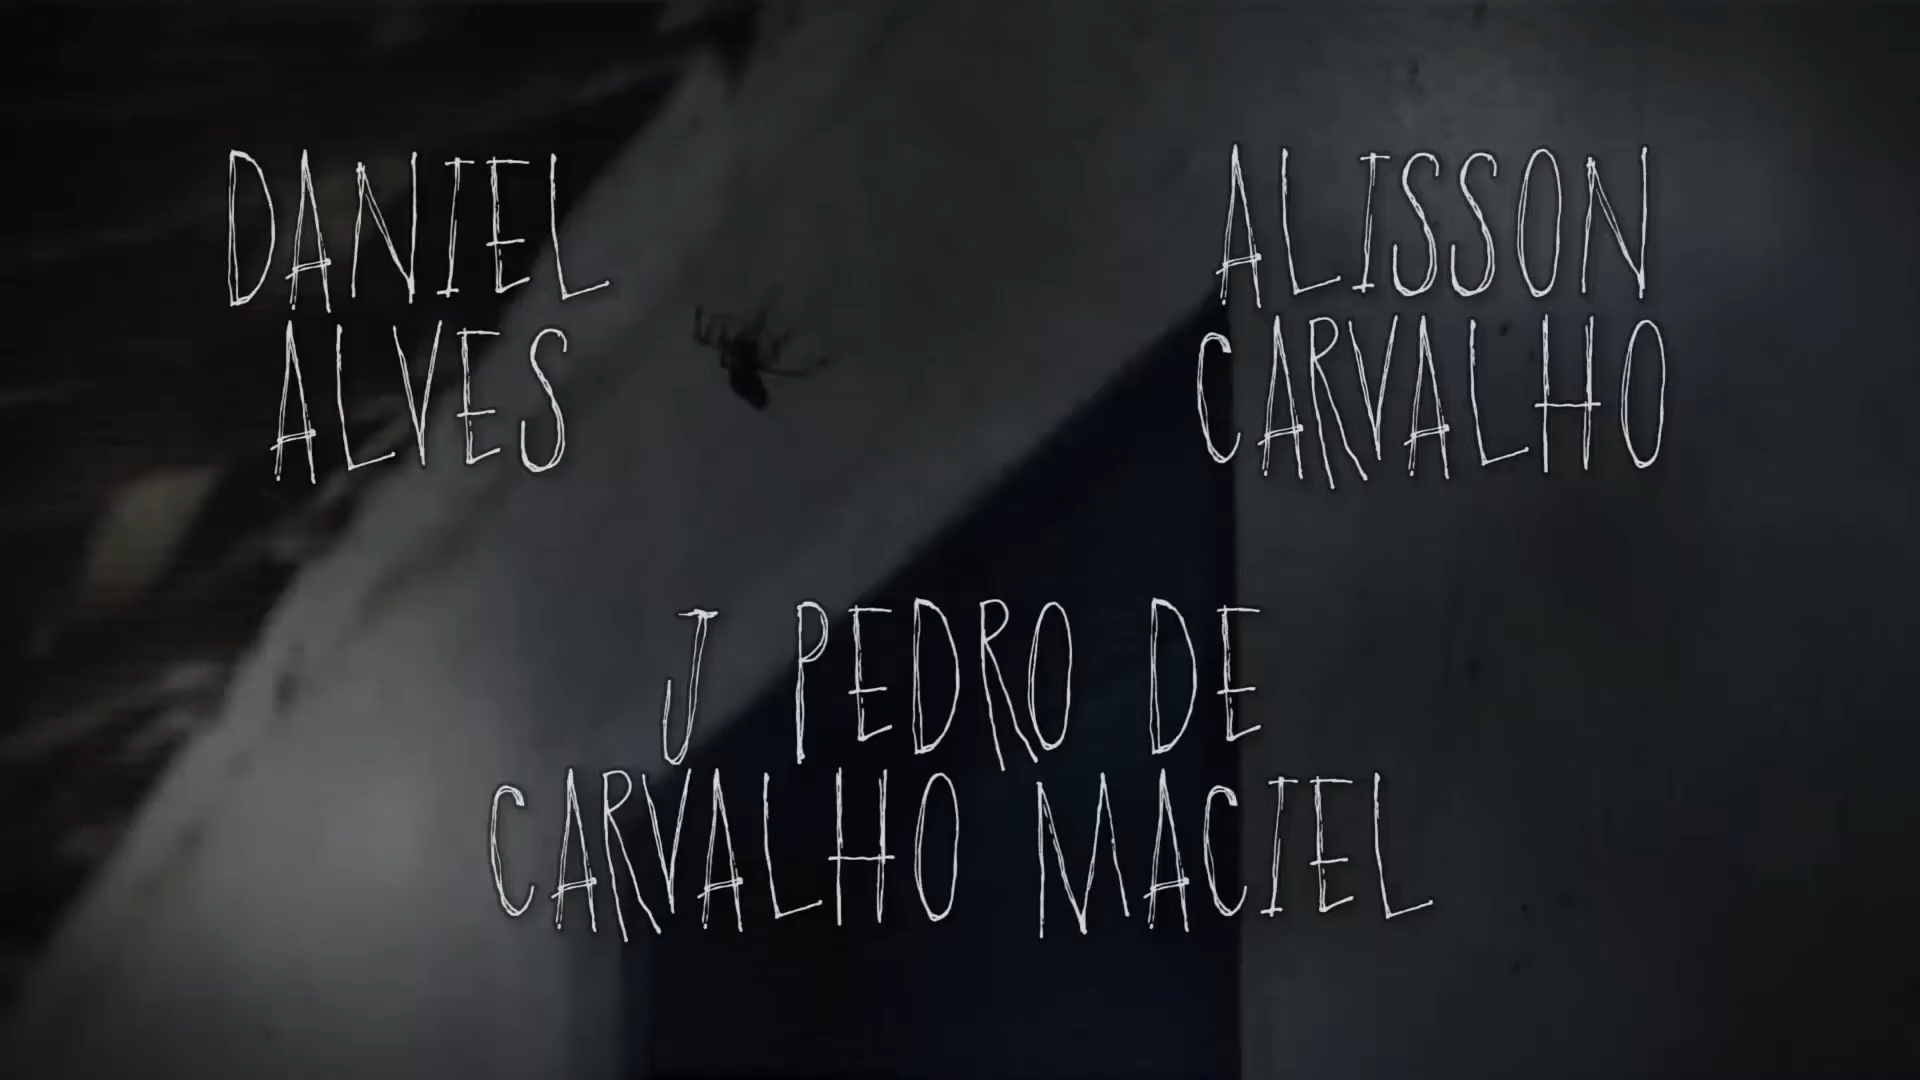 DANIEL
ALVES
ALISSON
CARVALHO
J PEDRO DE
CARVALHO MACIEL